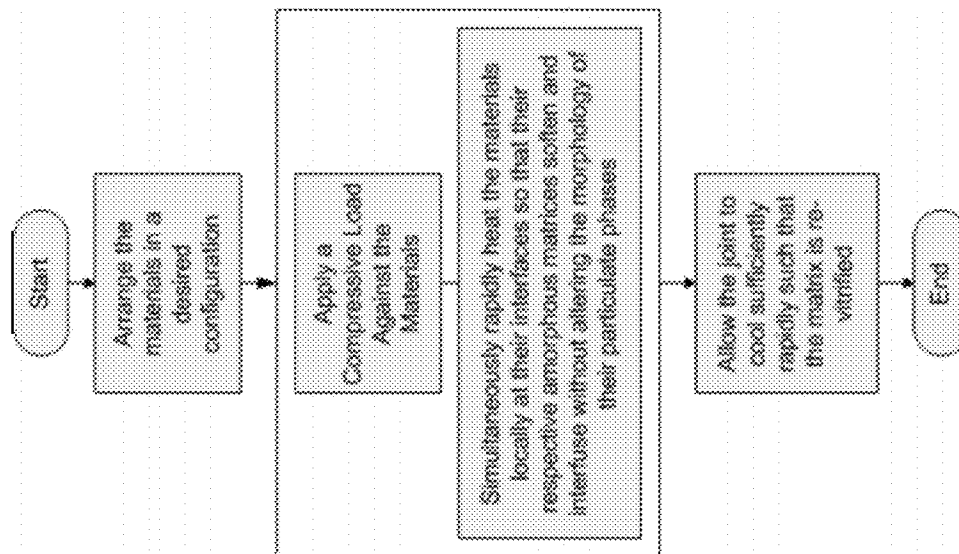 Start
Arrange the
materials in a
desired
configuration
Apply a
Compressive Load
Against the
Materials
Simultaneously rapidly heat the materials
locally at their interfaces so that their
respective amorphous matrices soften and
interfuse without altering the morphology of
their particulate phases
Allow the joint to
cool sufficiently
rapidly such that
the matrix is re-
vitrified
End